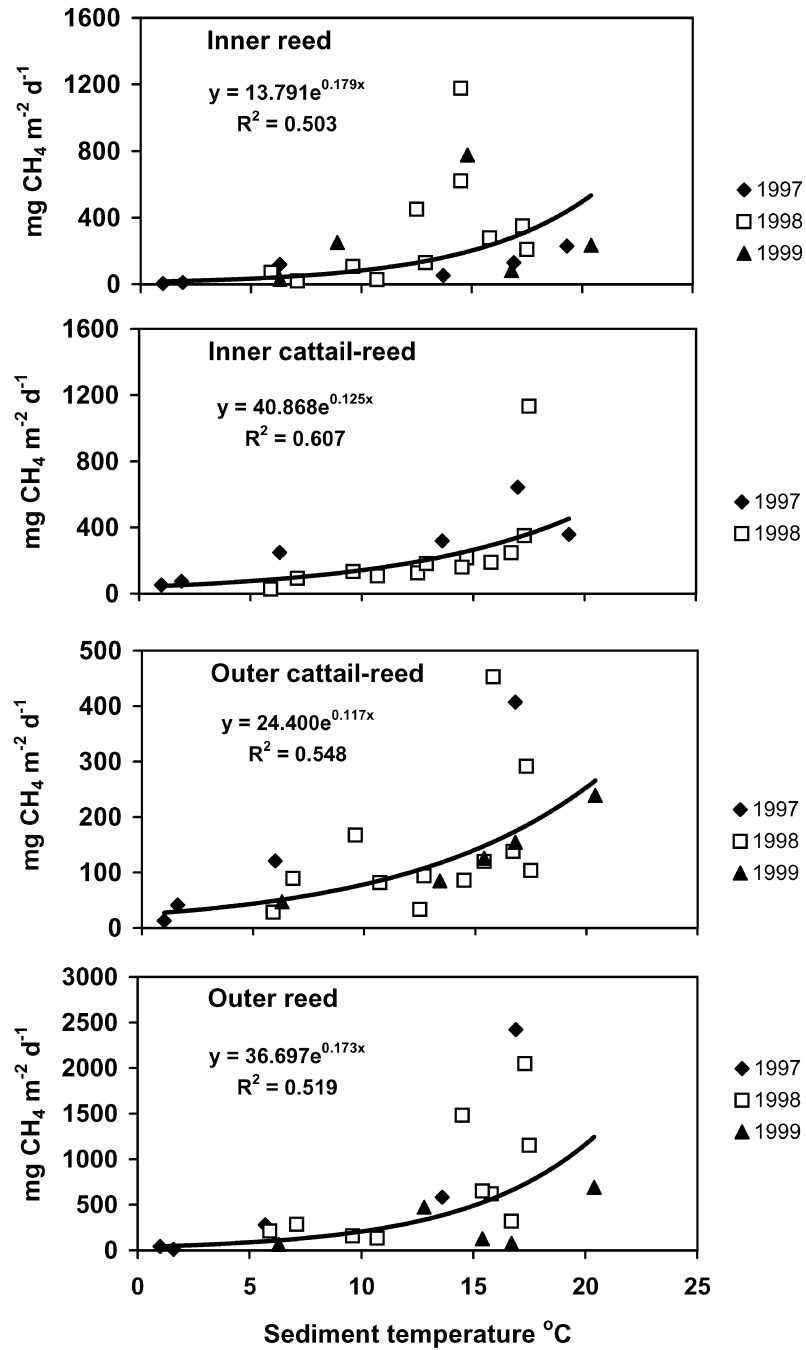 1600
1200
800
400
0
mg CH₄ m⁻² d⁻¹
Inner reed
y = 13.791e^0.179x
R² = 0.503
1997
1998
1999
1600
1200
800
400
0
mg CH₄ m⁻² d⁻¹
Inner cattail-reed
y = 40.868e^0.125x
R² = 0.607
1997
1998
500
400
300
200
100
0
mg CH₄ m⁻² d⁻¹
Outer cattail-reed
y = 24.400e^0.117x
R² = 0.548
1997
1998
1999
3000
2500
2000
1500
1000
500
0
mg CH₄ m⁻² d⁻¹
Outer reed
y = 36.697e^0.173x
R² = 0.519
1997
1998
1999
0 5 10 15 20 25
Sediment temperature °C